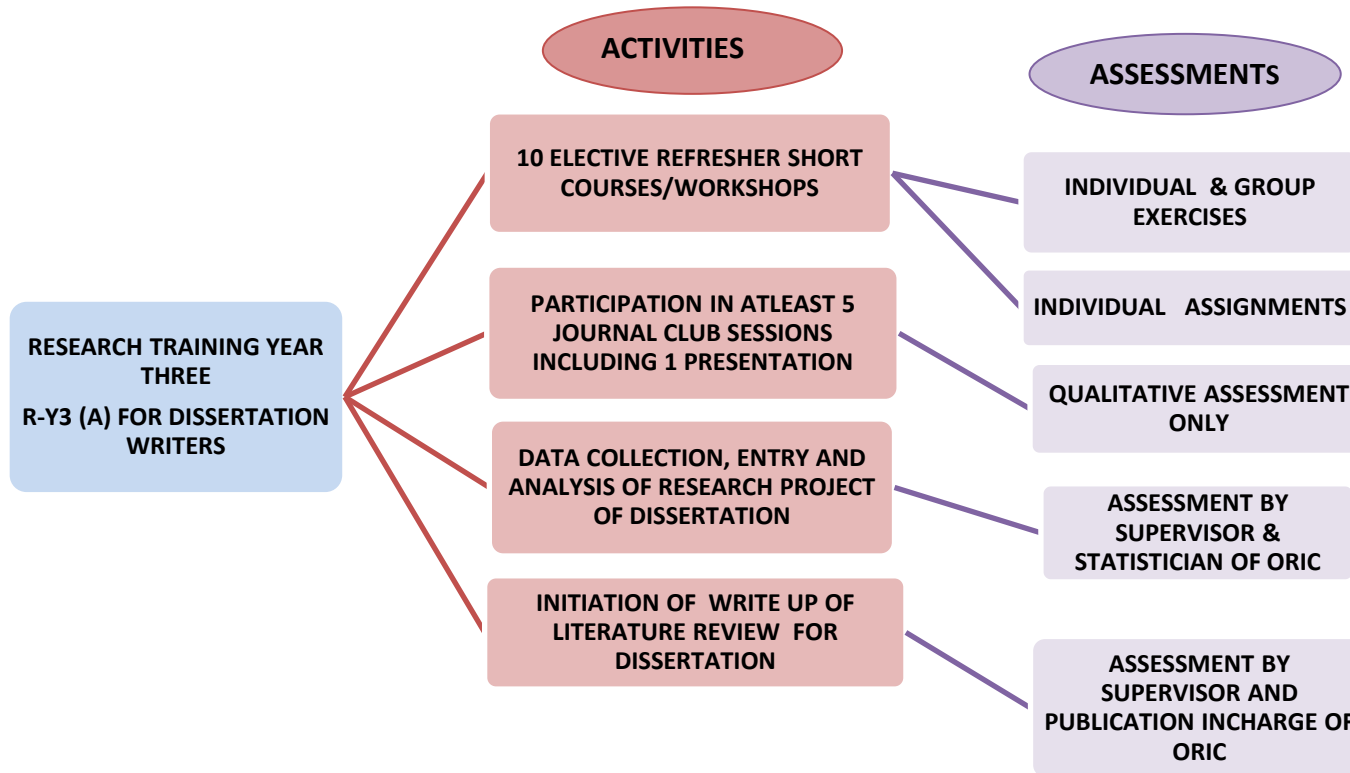 ACTIVITIES
ASSESSMENTs
10 ELECTIVE REFRESHER SHORT
COURSES/WORKSHOPS
INDIVIDUAL & GROUP
EXERCISES
INDIVIDUAL ASSIGNMENTS
RESEARCH TRAINING YEAR
THREE
R-Y3 (A) FOR DISSERTATION
WRITERS
PARTICIPATION IN ATLEAST 5
JOURNAL CLUB SESSIONS
INCLUDING 1 PRESENTATION
QUALITATIVE ASSESSMENT
ONLY
DATA COLLECTION, ENTRY AND
ANALYSIS OF RESEARCH PROJECT
OF DISSERTATION
ASSESSMENT BY
SUPERVISOR &
STATISTICIAN OF ORIC
INITIATION OF WRITE UP OF
LITERATURE REVIEW FOR
DISSERTATION
ASSESSMENT BY
SUPERVISOR AND
PUBLICATION INCHARGE OF
ORIC